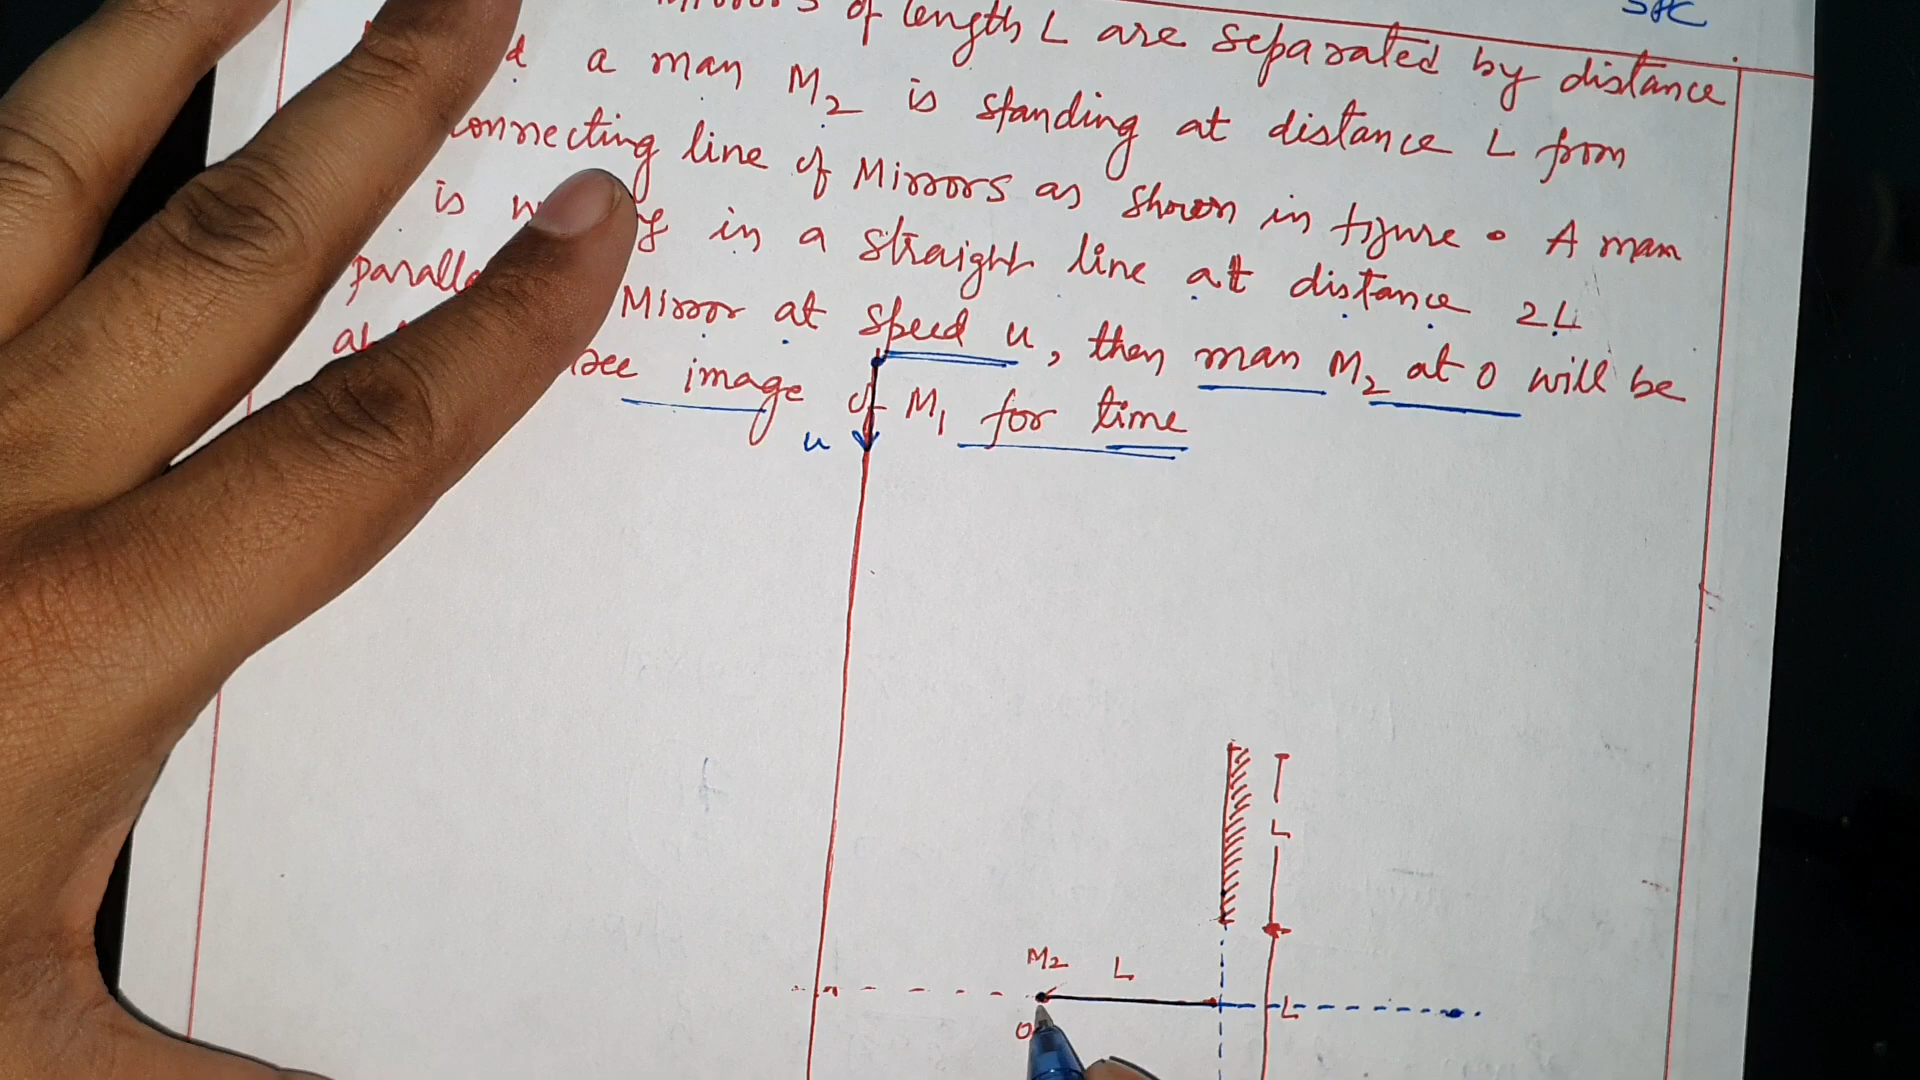 sec
of length L are separated by distance
a man M₂ is standing at distance L from
connecting line of Mirrors as shown in figure. A man
is in a straight line at distance 2L
Mirror at speed u, then man M₂ at O will be
see image of M₁ for time
u
L
M₂ L
O
L